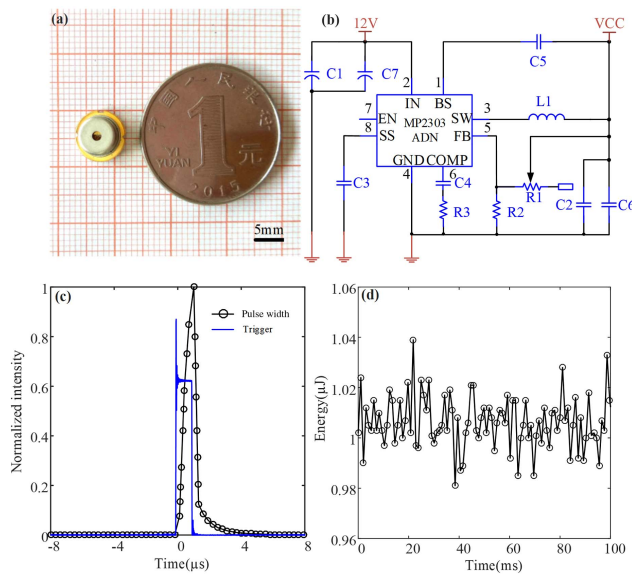 (a)
中国人民银行
YI
YUAN
1
元
2015
5mm
(b)
12V
VCC
C1
C7
C5
2
1
IN
BS
7
EN
SW
3
L1
MP2303
8
SS
FB
5
ADN
GND
COMP
4
6
C3
C4
R1
R3
R2
C2
C6
(c)
Normalized intensity
1
0.8
0.6
0.4
0.2
0
-8
-4
0
4
8
Time(μs)
Pulse width
Trigger
(d)
Energy(μJ)
1.06
1.04
1.02
1
0.98
0.96
0
20
40
60
80
100
Time(ms)